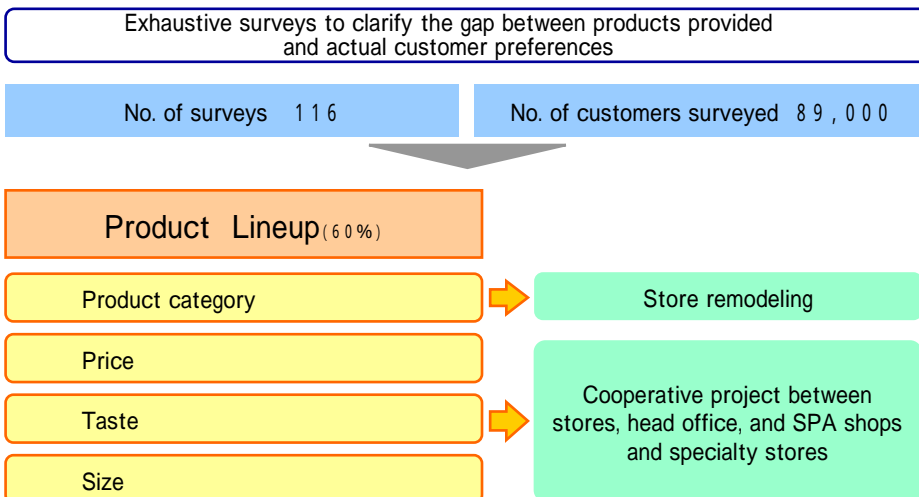 Exhaustive surveys to clarify the gap between products provided
and actual customer preferences
No. of surveys 116
No. of customers surveyed 89,000
Product Lineup(60%)
Product category
Store remodeling
Price
Taste
Size
Cooperative project between
stores, head office, and SPA shops
and specialty stores